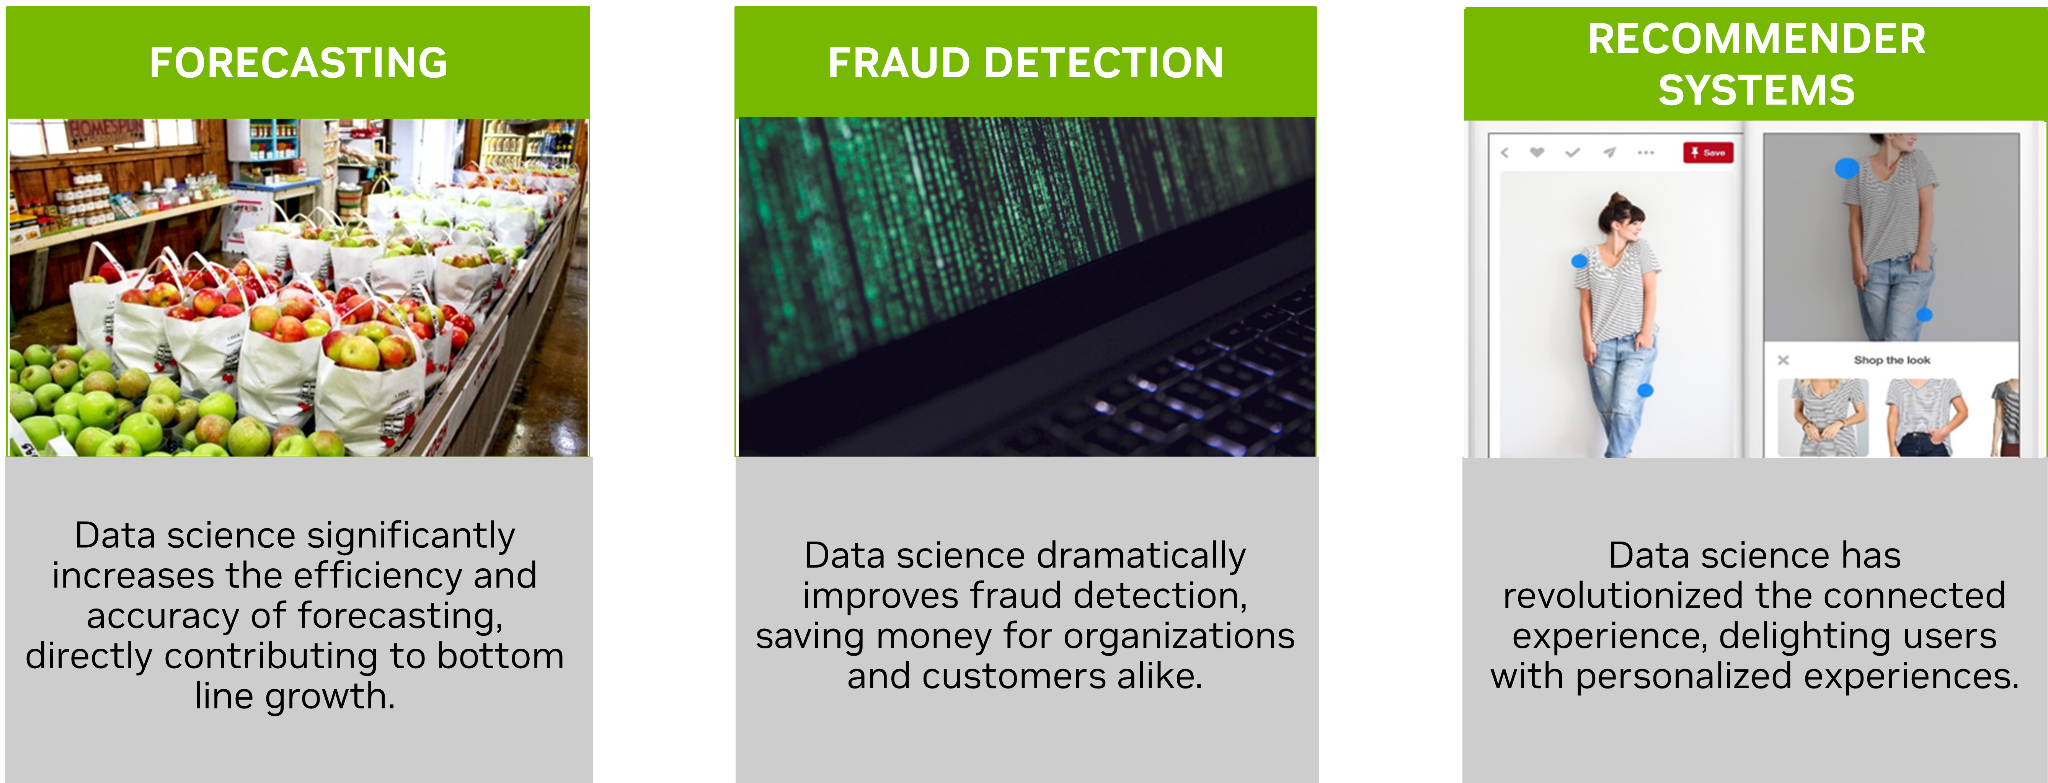 FORECASTING
HOMESPUN
Data science significantly
increases the efficiency and
accuracy of forecasting,
directly contributing to bottom
line growth.
FRAUD DETECTION
Data science dramatically
improves fraud detection,
saving money for organizations
and customers alike.
RECOMMENDER
SYSTEMS
Save
Shop the look
Data science has
revolutionized the connected
experience, delighting users
with personalized experiences.